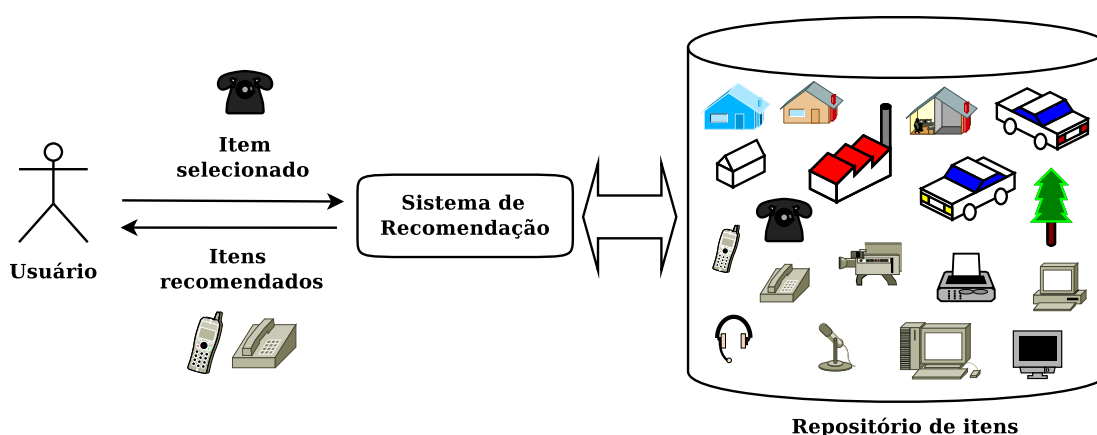 Item
selecionado
Usuário
Itens
recomendados
Sistema de
Recomendação
Repositório de itens